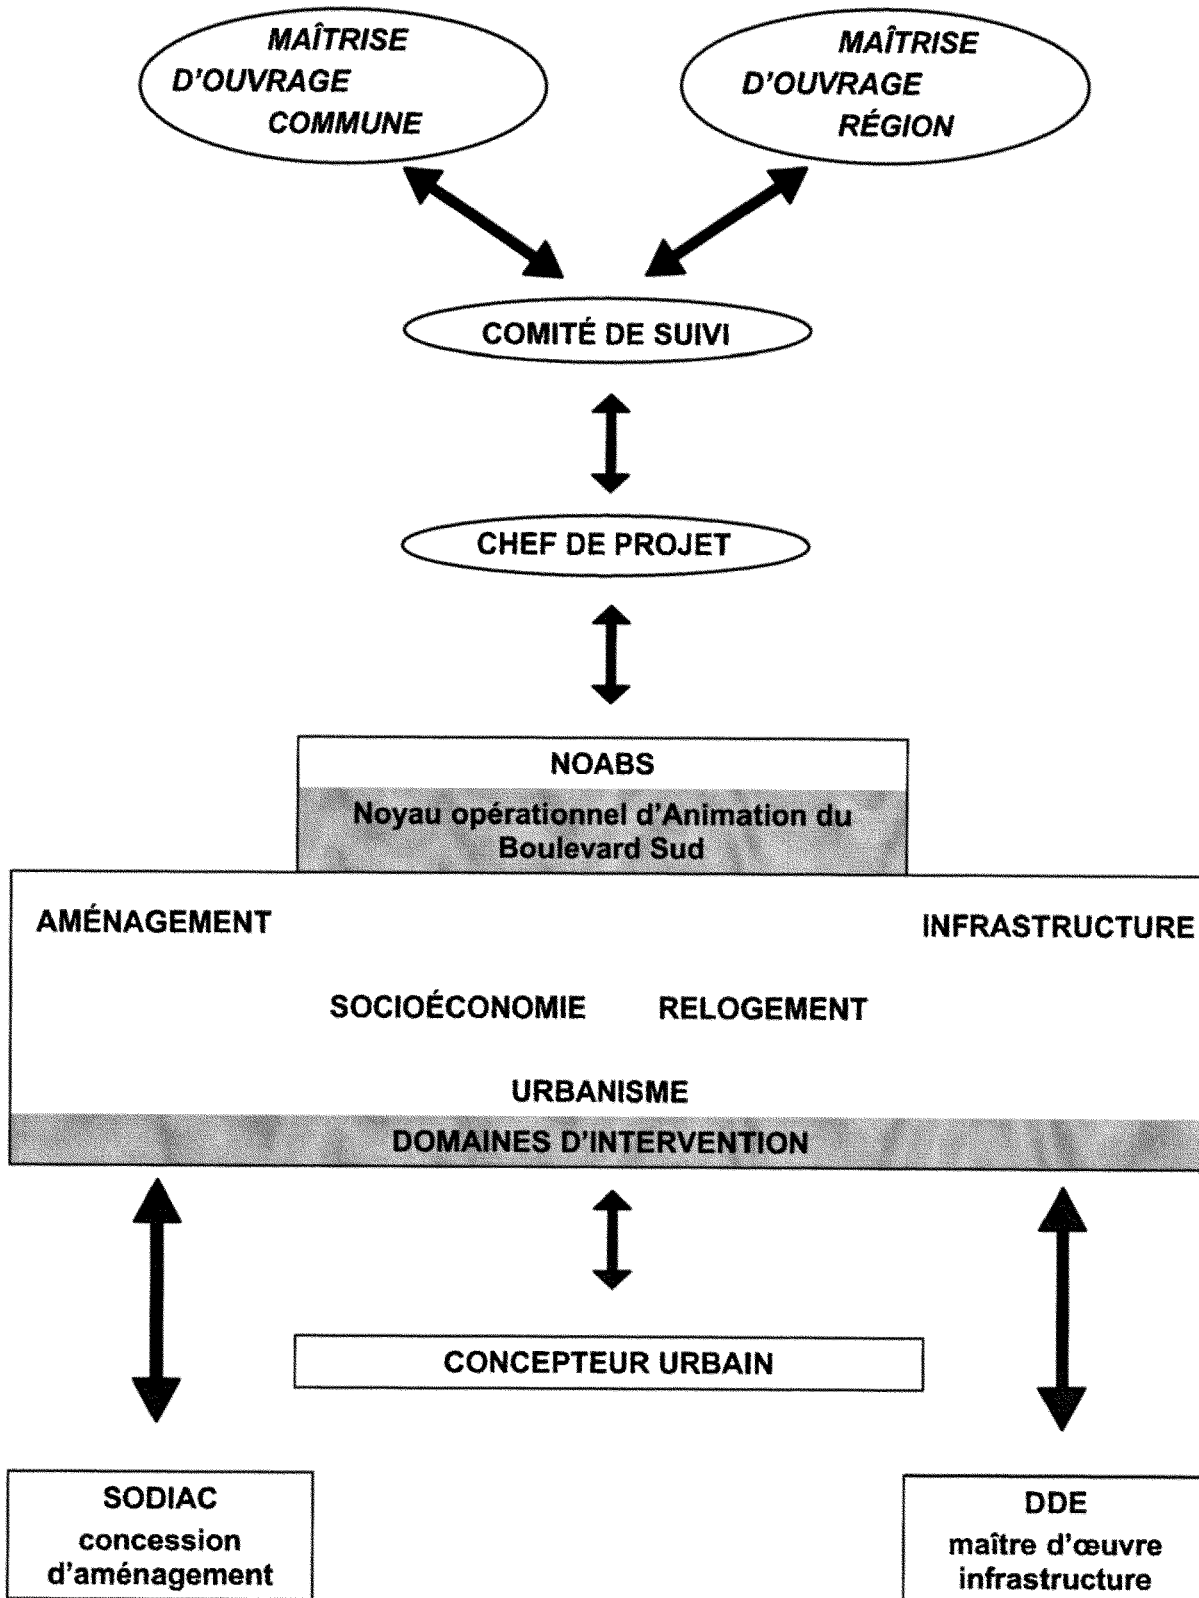 MAÎTRISE
D'OUVRAGE
COMMUNE
MAÎTRISE
D'OUVRAGE
RÉGION
COMITÉ DE SUIVI
CHEF DE PROJET
NOABS
Noyau opérationnel d'Animation du
Boulevard Sud
AMÉNAGEMENT
INFRASTRUCTURE
SOCIOÉCONOMIE RELOGEMENT
URBANISME
DOMAINES D'INTERVENTION
CONCEPTEUR URBAIN
SODIAC
concession
d'aménagement
DDE
maître d'œuvre
infrastructure